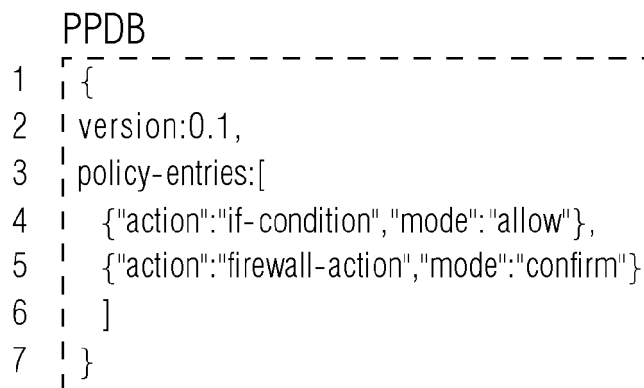 PPDB
1 {
2 version:0.1,
3 policy-entries:[
4 {"action":"if-condition","mode":"allow"},
5 {"action":"firewall-action","mode":"confirm"}
6 ]
7 }